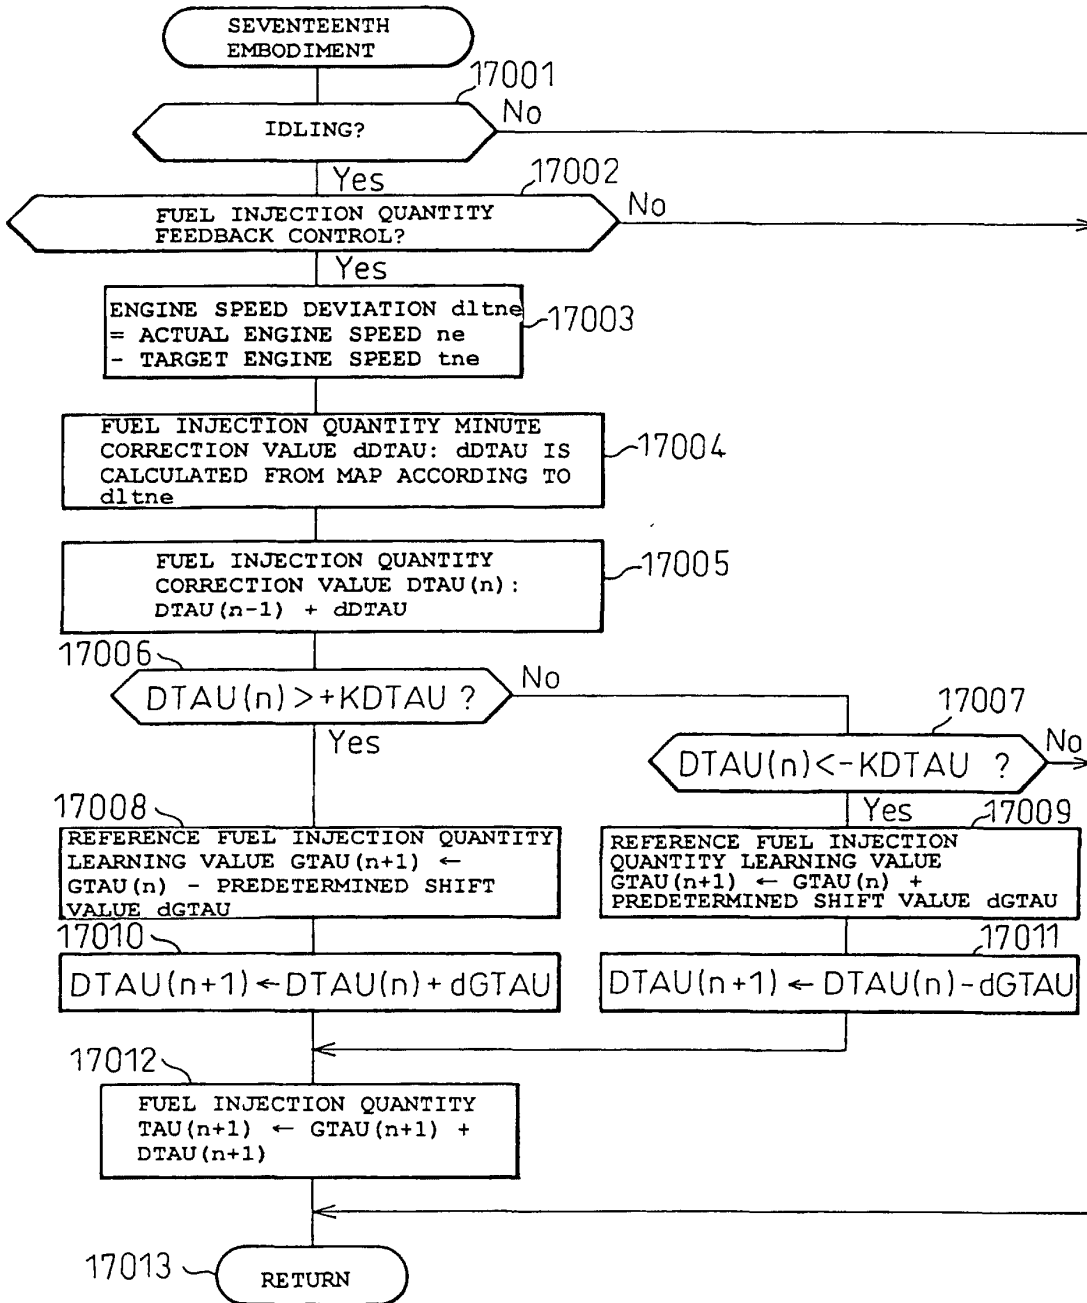 SEVENTEENTH
EMBODIMENT
17001
IDLING?
No
Yes
17002
FUEL INJECTION QUANTITY
FEEDBACK CONTROL?
No
Yes
ENGINE SPEED DEVIATION dltne
= ACTUAL ENGINE SPEED ne
- TARGET ENGINE SPEED tne
17003
FUEL INJECTION QUANTITY MINUTE
CORRECTION VALUE dDTAU: dDTAU IS
CALCULATED FROM MAP ACCORDING TO
dltne
17004
FUEL INJECTION QUANTITY
CORRECTION VALUE DTAU(n):
DTAU(n-1) + dDTAU
17005
17006
DTAU(n)>+KDTAU ?
No
Yes
17007
DTAU(n)<-KDTAU ?
No
Yes
17008
REFERENCE FUEL INJECTION QUANTITY
LEARNING VALUE GTAU(n+1) ←
GTAU(n) - PREDETERMINED SHIFT
VALUE dGTAU
17009
REFERENCE FUEL INJECTION
QUANTITY LEARNING VALUE
GTAU(n+1) ← GTAU(n) +
PREDETERMINED SHIFT VALUE dGTAU
17010
DTAU(n+1)←DTAU(n)+dGTAU
17011
DTAU(n+1) ← DTAU(n)-dGTAU
17012
FUEL INJECTION QUANTITY
TAU(n+1) ← GTAU(n+1) +
DTAU(n+1)
17013
RETURN